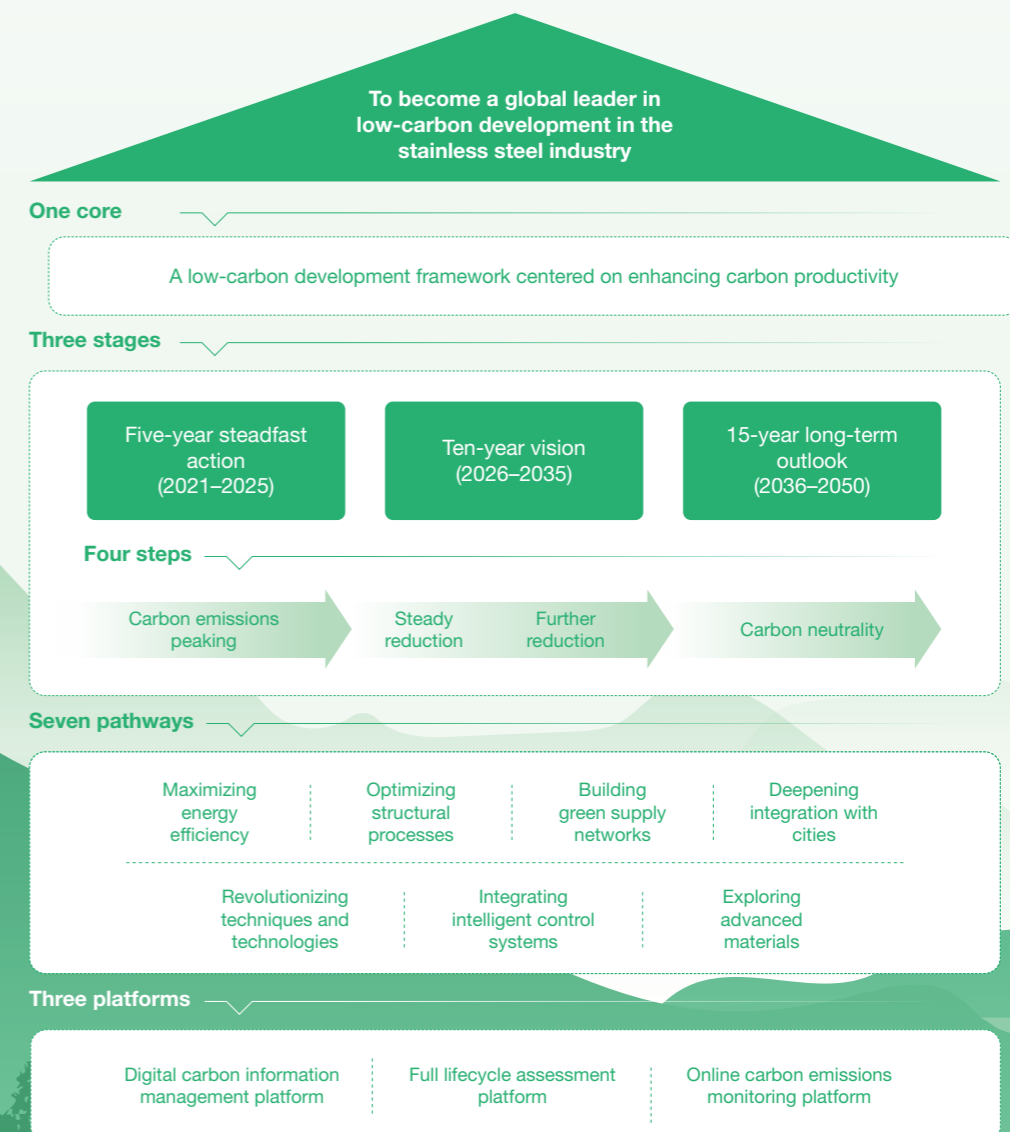 To become a global leader in
low-carbon development in the
stainless steel industry
One core
A low-carbon development framework centered on enhancing carbon productivity
Three stages
Five-year steadfast
action
(2021–2025)
Ten-year vision
(2026–2035)
15-year long-term
outlook
(2036–2050)
Four steps
Carbon emissions
peaking
Steady
reduction
Further
reduction
Carbon neutrality
Seven pathways
Maximizing
energy
efficiency
Optimizing
structural
processes
Building
green supply
networks
Deepening
integration with
cities
Revolutionizing
techniques and
technologies
Integrating
intelligent control
systems
Exploring
advanced
materials
Three platforms
Digital carbon information
management platform
Full lifecycle assessment
platform
Online carbon emissions
monitoring platform